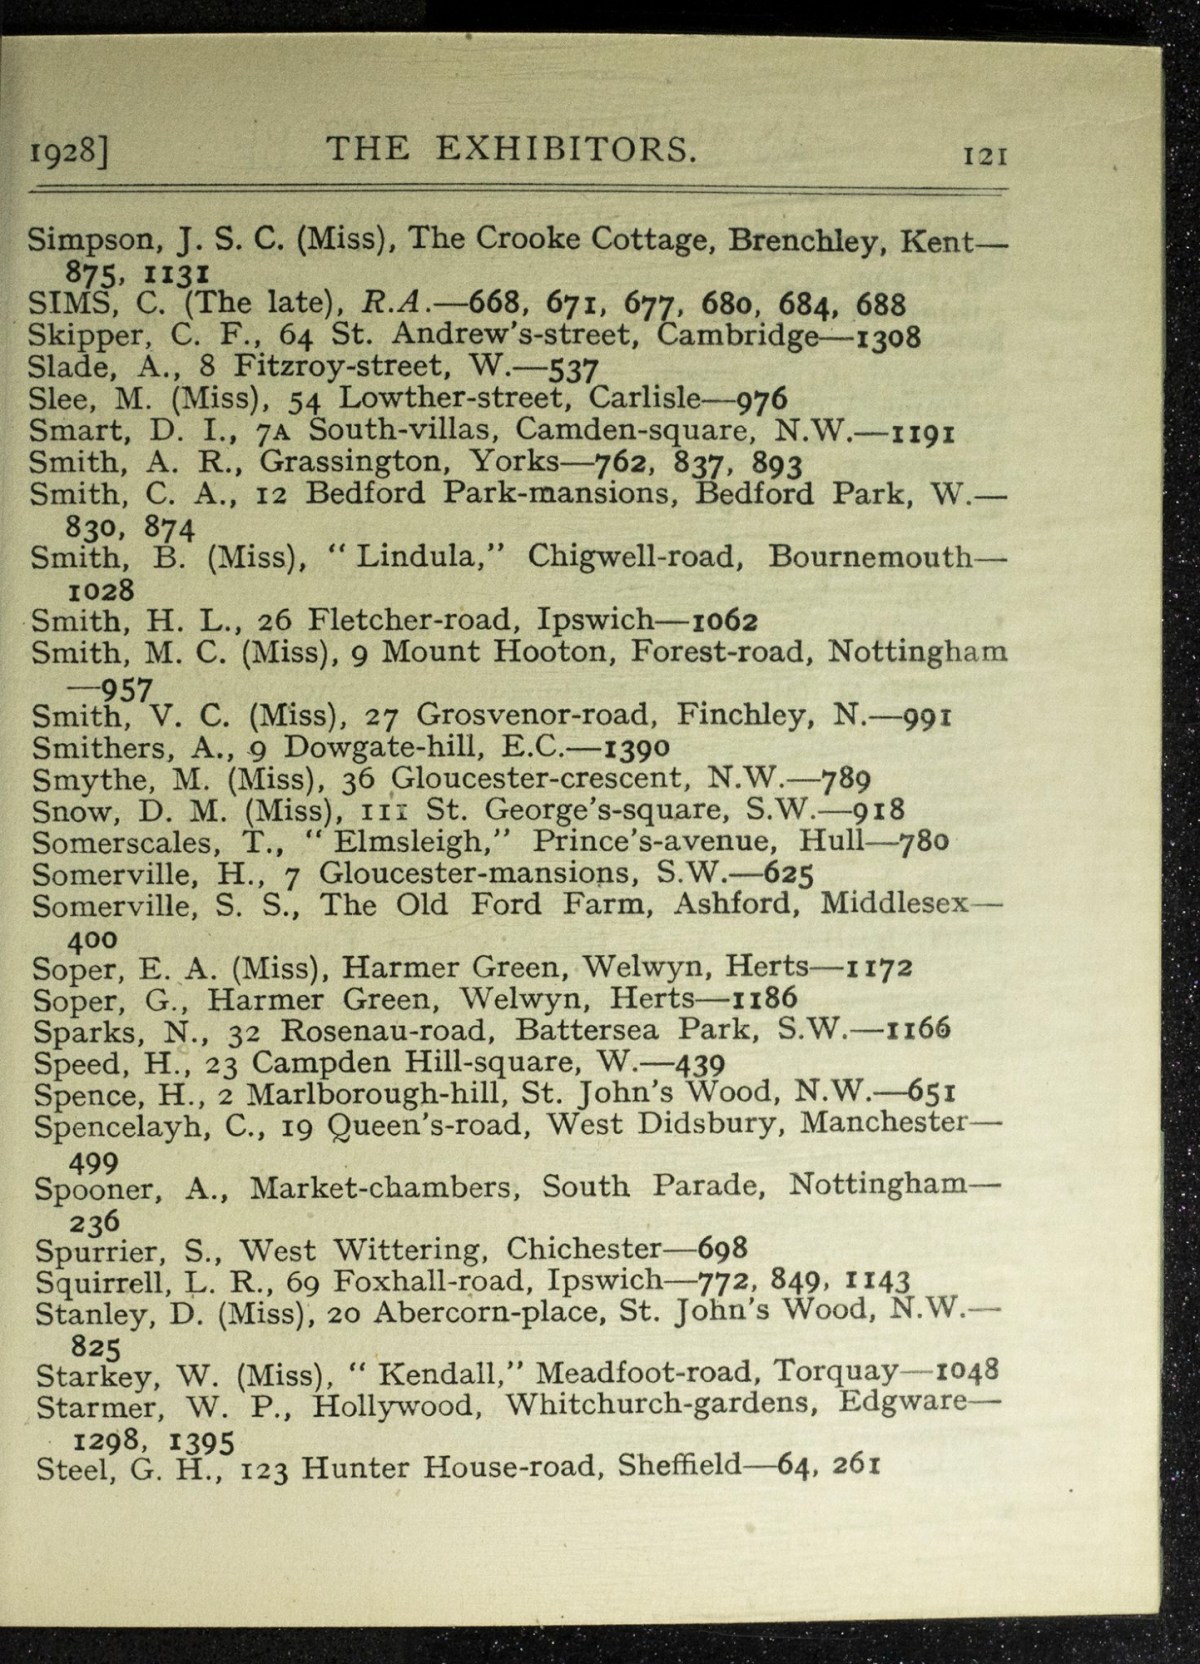 1928] THE EXHIBITORS. 121
Simpson, J. S. C. (Miss), The Crooke Cottage, Brenchley, Kent—
875, 1131
SIMS, C. (The late), R.A.—668, 671, 677, 680, 684, 688
Skipper, C. F., 64 St. Andrew's-street, Cambridge—1308
Slade, A., 8 Fitzroy-street, W.—537
Slee, M. (Miss), 54 Lowther-street, Carlisle—976
Smart, D. I., 7A South-villas, Camden-square, N.W.—1191
Smith, A. R., Grassington, Yorks—762, 837, 893
Smith, C. A., 12 Bedford Park-mansions, Bedford Park, W.—
830, 874
Smith, B. (Miss), “ Lindula,” Chigwell-road, Bournemouth—
1028
Smith, H. L., 26 Fletcher-road, Ipswich—1062
Smith, M. C. (Miss), 9 Mount Hooton, Forest-road, Nottingham
—957
Smith, V. C. (Miss), 27 Grosvenor-road, Finchley, N.—991
Smithers, A., 9 Dowgate-hill, E.C.—1390
Smythe, M. (Miss), 36 Gloucester-crescent, N.W.—789
Snow, D. M. (Miss), 111 St. George's-square, S.W.—918
Somerscales, T., “ Elmsleigh,” Prince's-avenue, Hull—780
Somerville, H., 7 Gloucester-mansions, S.W.—625
Somerville, S. S., The Old Ford Farm, Ashford, Middlesex—
400
Soper, E. A. (Miss), Harmer Green, Welwyn, Herts—1172
Soper, G., Harmer Green, Welwyn, Herts—1186
Sparks, N., 32 Rosenau-road, Battersea Park, S.W.—1166
Speed, H., 23 Campden Hill-square, W.—439
Spence, H., 2 Marlborough-hill, St. John's Wood, N.W.—651
Spencelayh, C., 19 Queen's-road, West Didsbury, Manchester—
499
Spooner, A., Market-chambers, South Parade, Nottingham—
236
Spurrier, S., West Wittering, Chichester—698
Squirrell, L. R., 69 Foxhall-road, Ipswich—772, 849, 1143
Stanley, D. (Miss), 20 Abercorn-place, St. John's Wood, N.W.—
825
Starkey, W. (Miss), “ Kendall,” Meadfoot-road, Torquay—1048
Starmer, W. P., Hollywood, Whitchurch-gardens, Edgware—
1298, 1395
Steel, G. H., 123 Hunter House-road, Sheffield—64, 261